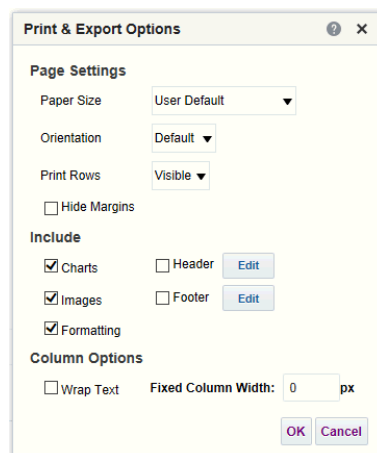 Print & Export Options ? ×
Page Settings
Paper Size User Default
Orientation Default
Print Rows Visible
Hide Margins
Include
Charts Header Edit
Images Footer Edit
Formatting
Column Options
Wrap Text Fixed Column Width: 0 px
OK Cancel